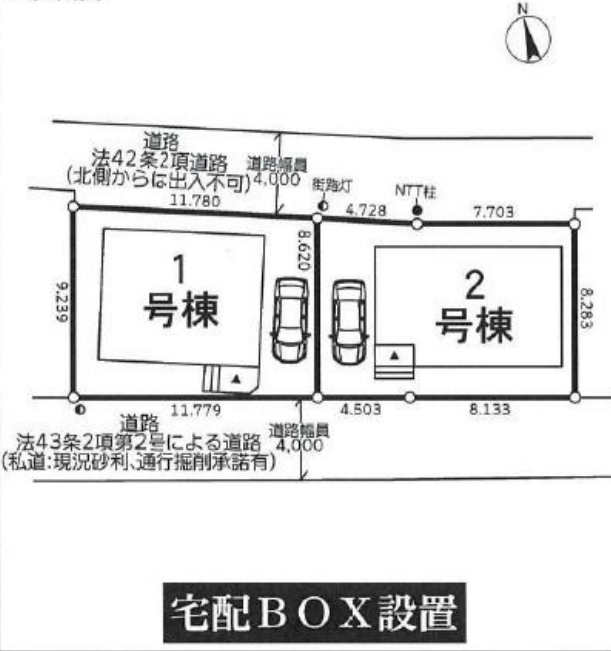 N
道路
法42条2項道路
(北側からは出入不可)
道路幅員
4,000
街路灯
NTT柱
11.780
4.728
7.703
9.239
8.620
8.283
1
号棟
2
号棟
11.779
4.503
8.133
道路
法43条2項第2号による道路
(私道:現況砂利、通行掘削承諾有)
道路幅員
4,000
宅配BOX設置